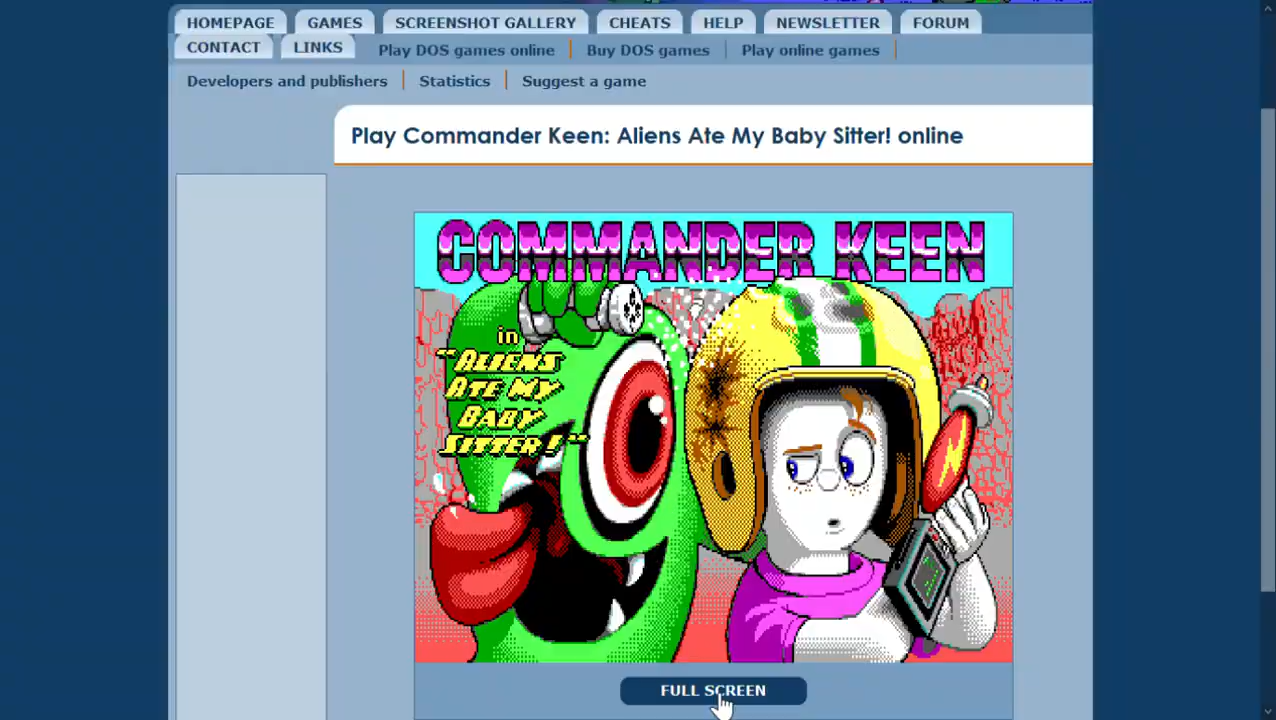 HOMEPAGE GAMES SCREENSHOT GALLERY CHEATS HELP NEWSLETTER FORUM
CONTACT LINKS Play DOS games online Buy DOS games Play online games
Developers and publishers Statistics Suggest a game
Play Commander Keen: Aliens Ate My Baby Sitter! online
COMMANDER KEEN
in
"ALIENS
ATE MY
BABY
SITTER!"
FULL SCREEN